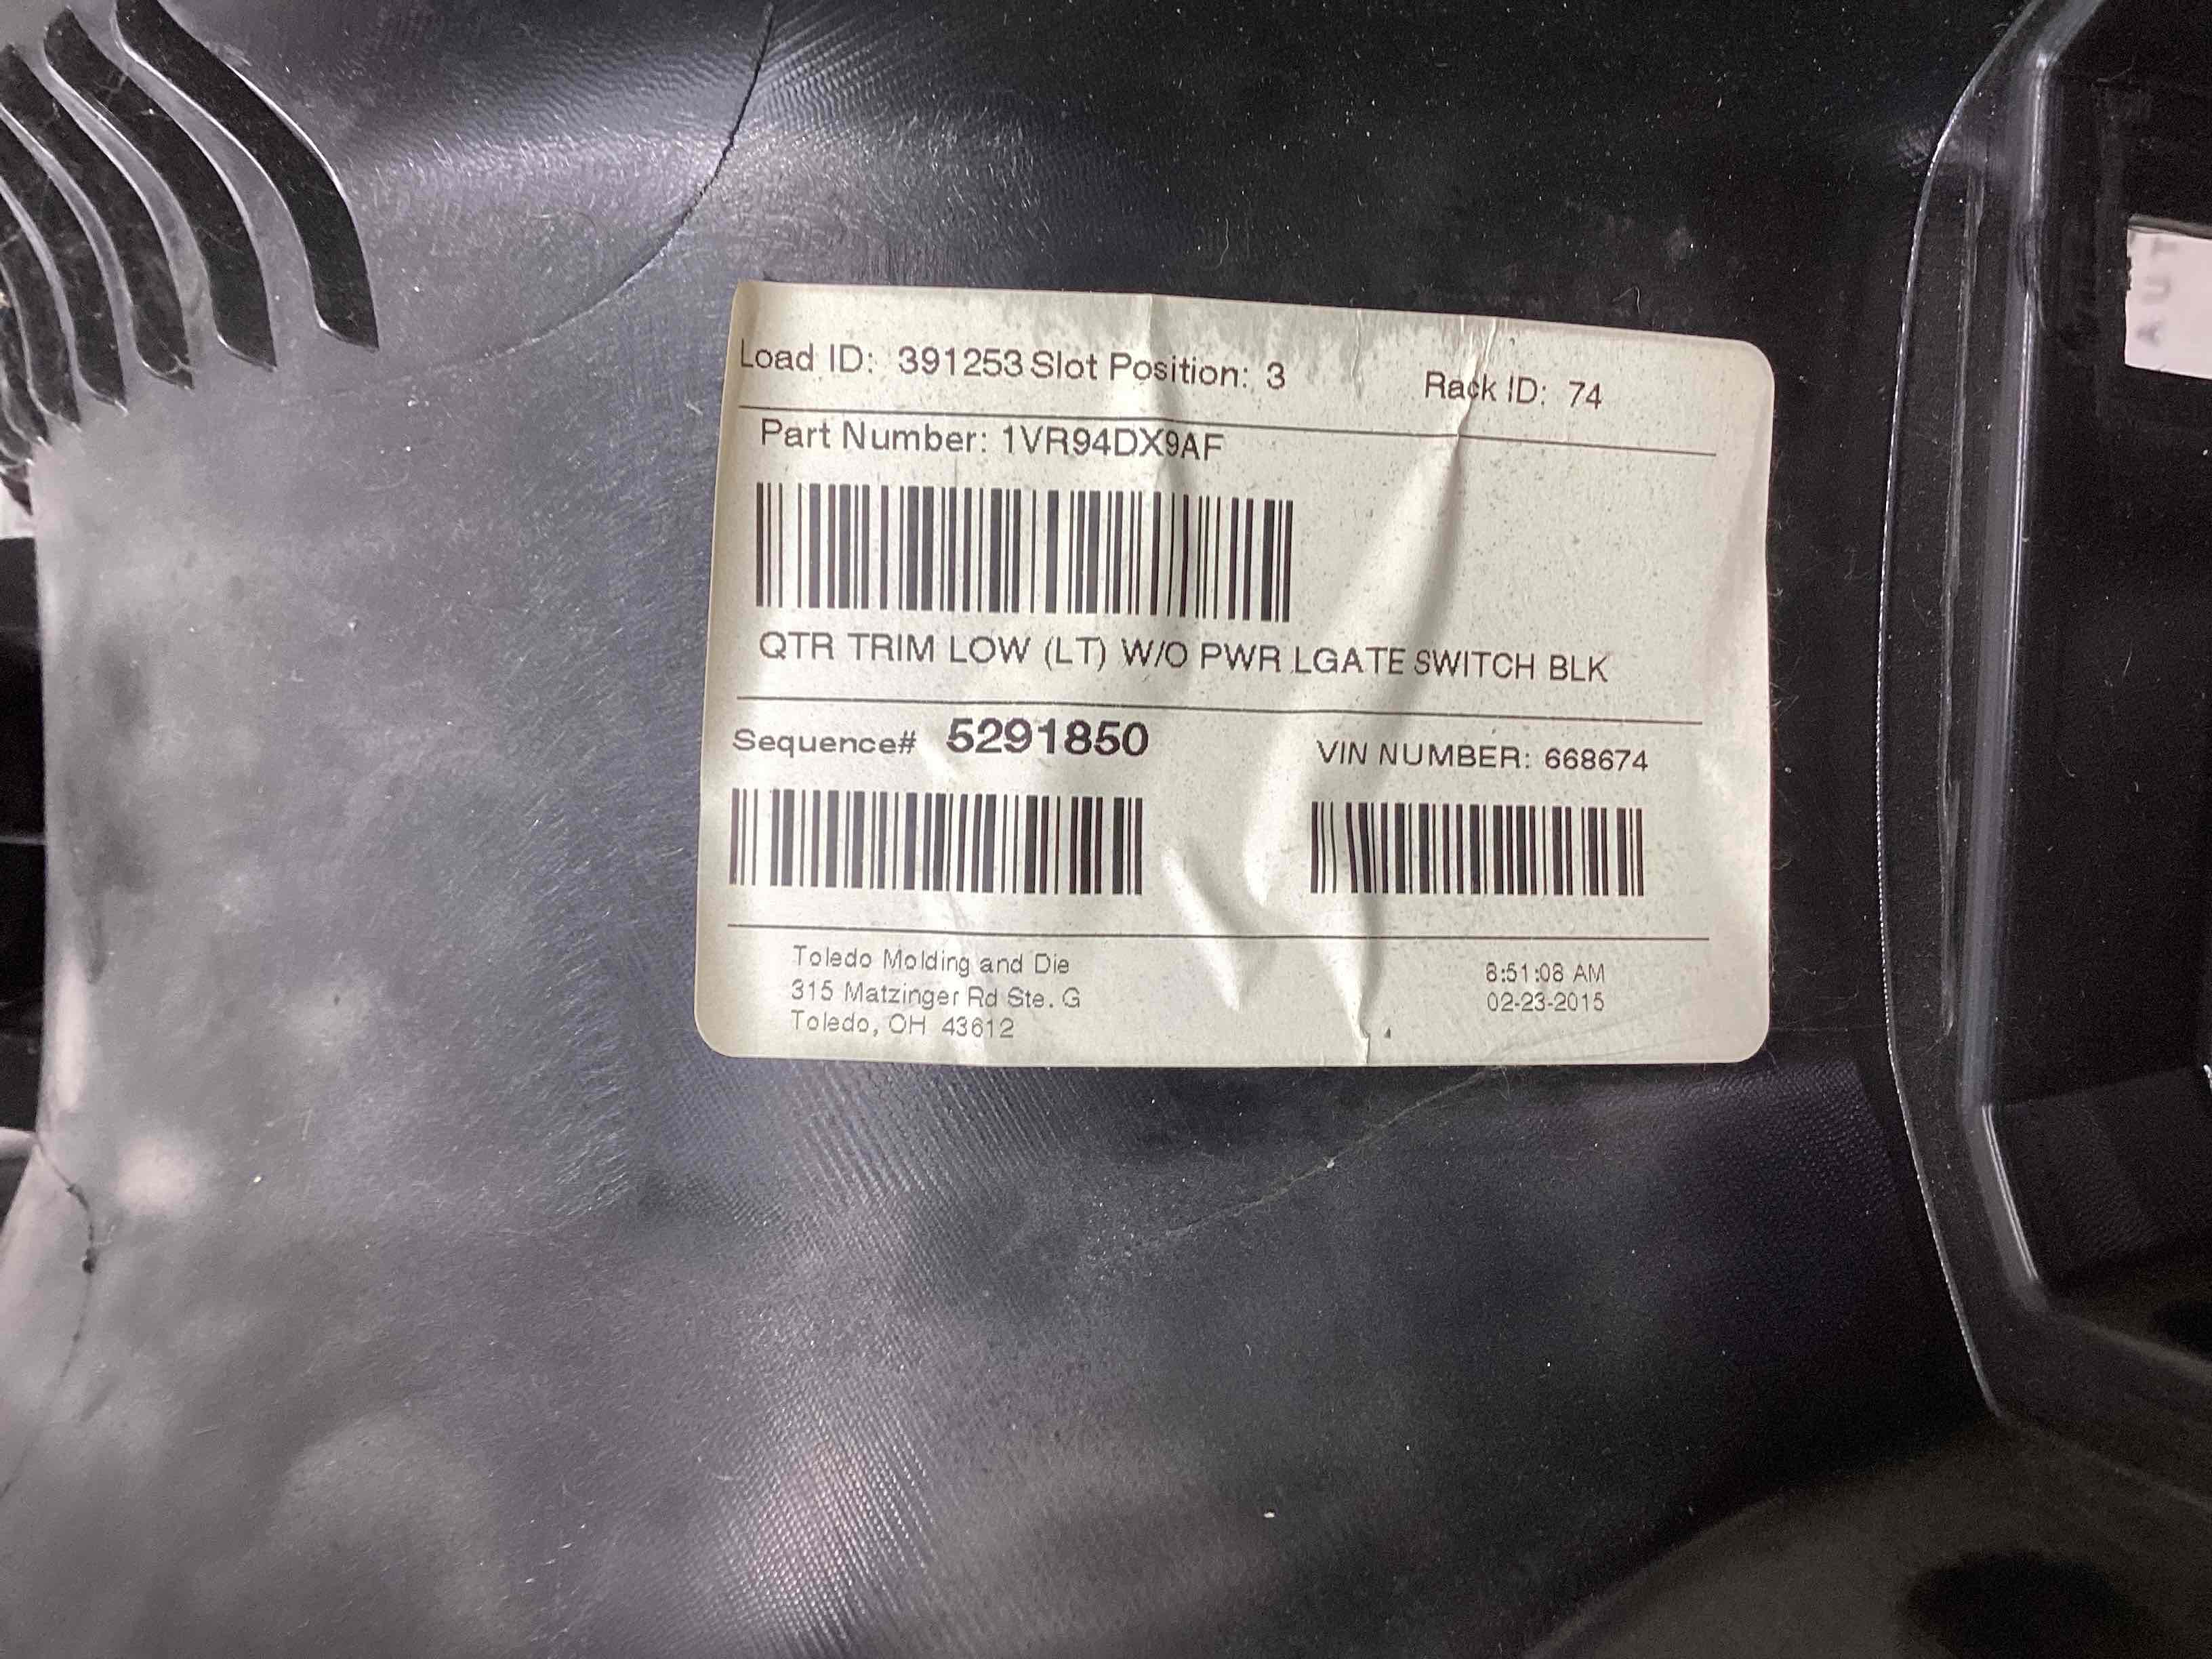 Load ID: 391253 Slot Position: 3 Rack ID: 74
Part Number: 1VR94DX9AF
QTR TRIM LOW (LT) W/O PWR LGATE SWITCH BLK
Sequence# 5291850 VIN NUMBER: 668674
Toledo Molding and Die
315 Matzinger Rd Ste. G
Toledo, OH 43612
8:51:08 AM
02-23-2015
AUT